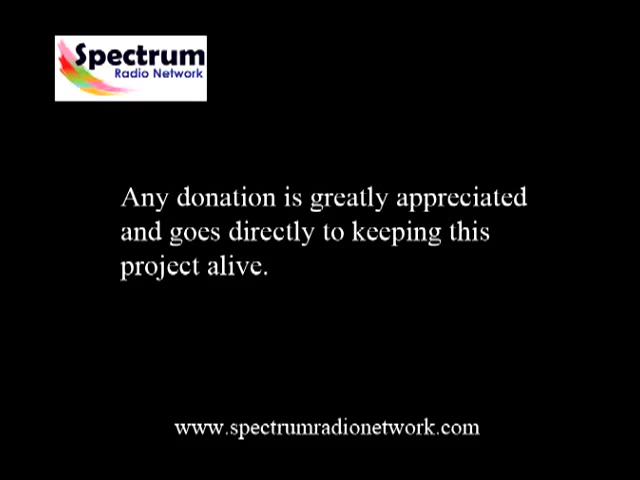 Spectrum
Radio Network
Any donation is greatly appreciated
and goes directly to keeping this
project alive.
www.spectrumradionetwork.com